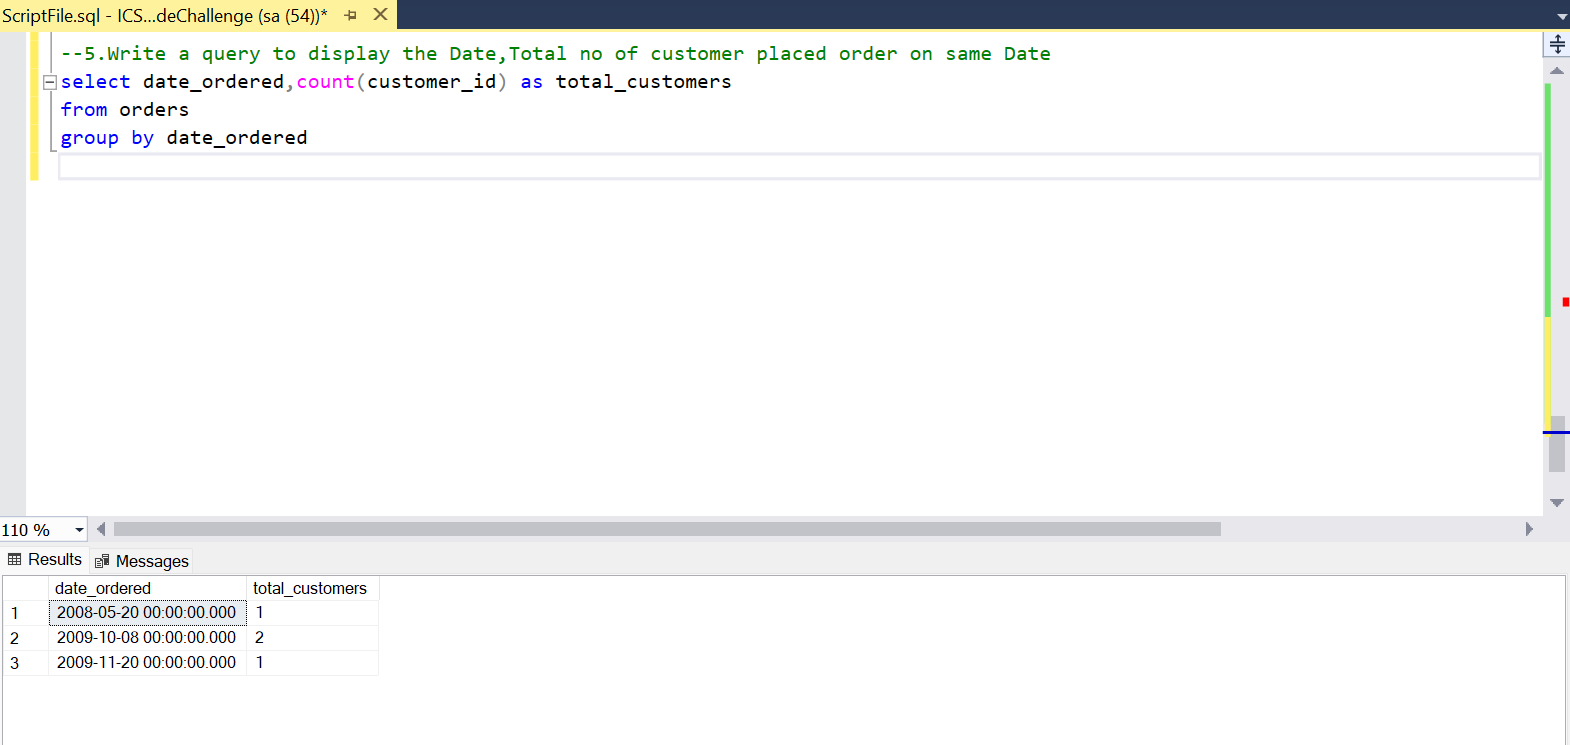 ScriptFile.sql - ICS...deChallenge (sa (54))*
--5.Write a query to display the Date,Total no of customer placed order on same Date
select date_ordered,count(customer_id) as total_customers
from orders
group by date_ordered
110 %
Results Messages
date_ordered total_customers
1 2008-05-20 00:00:00.000 1
2 2009-10-08 00:00:00.000 2
3 2009-11-20 00:00:00.000 1